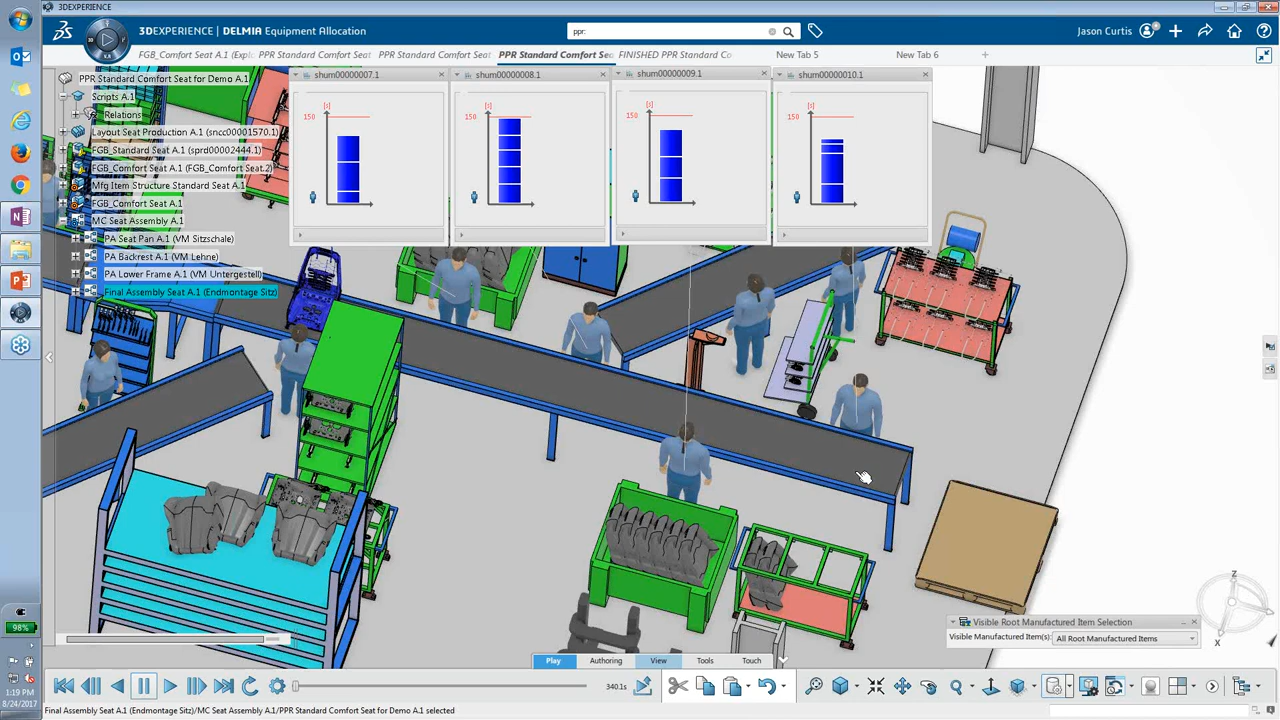 3DEXPERIENCE
3DEXPERIENCE | DELMIA Equipment Allocation
ppr:
Jason Curtis
FGB_Comfort Seat A.1 (Expl
PPR Standard Comfort Seat
PPR Standard Comfort Seat
PPR Standard Comfort Sea
FINISHED PPR Standard Co
New Tab 5
New Tab 6
PPR Standard Comfort Seat for Demo A.1
Scripts A.1
Relations
Layout Seat Production A.1 (sncc00001570.1)
FGB_Standard Seat A.1 (sprd00002444.1)
FGB_Comfort Seat A.1 (FGB_Comfort Seat.2)
Mfg Item Structure Standard Seat A.1
FGB_Comfort Seat A.1
MC Seat Assembly A.1
PA Seat Pan A.1 (VM Sitzschale)
PA Backrest A.1 (VM Lehne)
PA Lower Frame A.1 (VM Untergestell)
Final Assembly Seat A.1 (Endmontage Sitz)
shum00000007.1
[s]
150
shum00000008.1
[s]
150
shum00000009.1
[s]
150
shum00000010.1
[s]
150
Z
X
Visible Root Manufactured Item Selection
Visible Manufactured Item(s):
All Root Manufactured Items
Play
Authoring
View
Tools
Touch
340.1s
Final Assembly Seat A.1 (Endmontage Sitz)/MC Seat Assembly A.1/PPR Standard Comfort Seat for Demo A.1 selected
98%
1:19 PM
8/24/2017